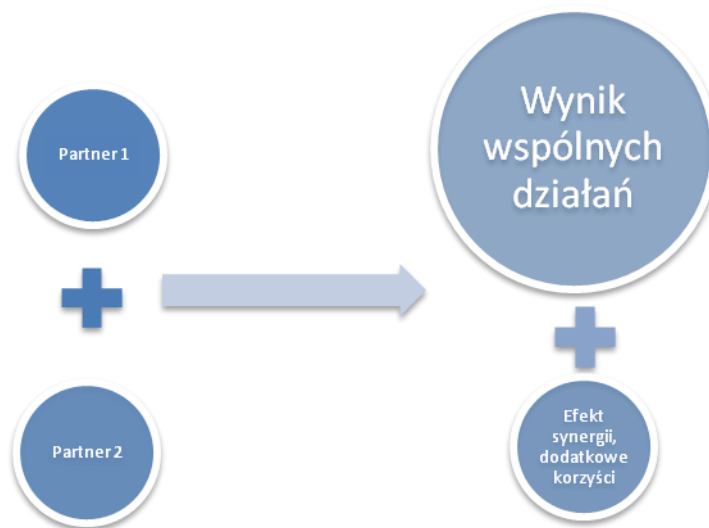 Partner 1
Partner 2
Wynik
wspólnych
działań
Efekt
synergii,
dodatkowe
korzyści